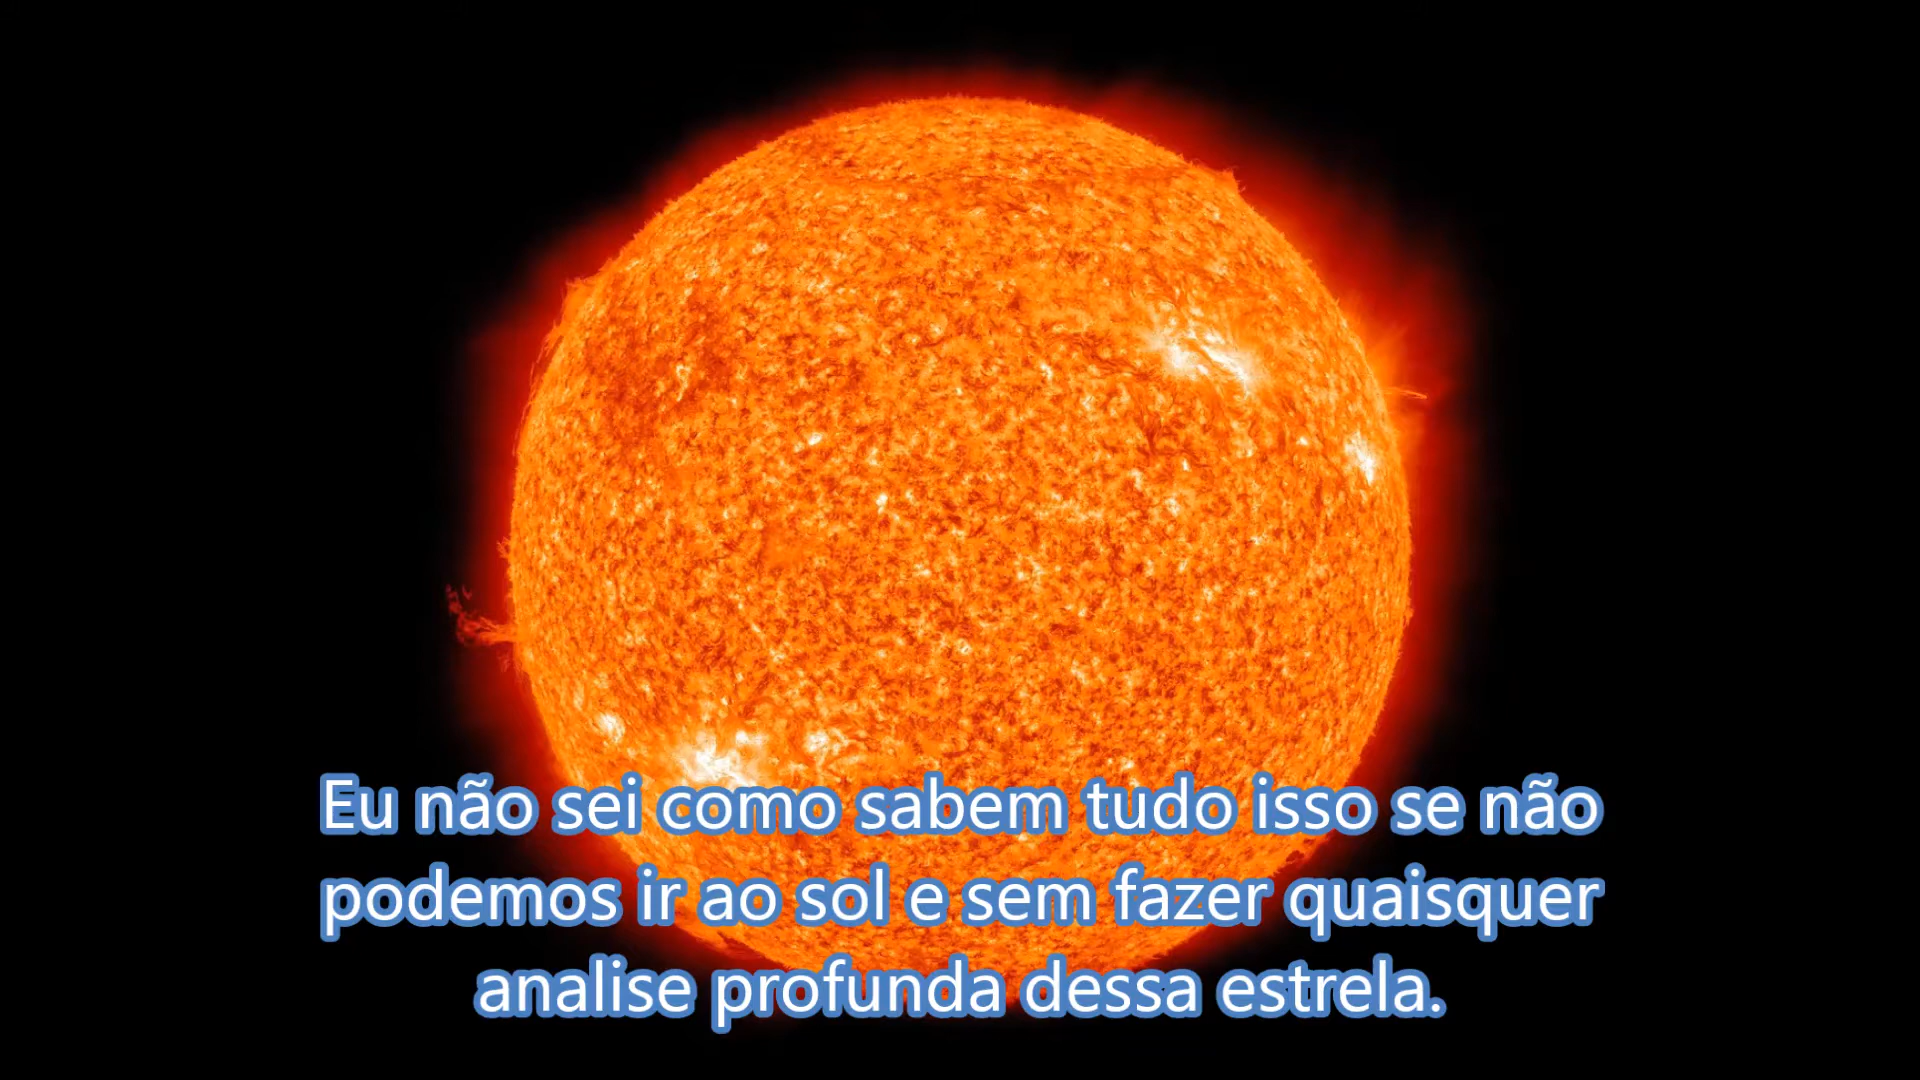 Eu não sei como sabem tudo isso se não
podemos ir ao sol e sem fazer quaisquer
analise profunda dessa estrela.